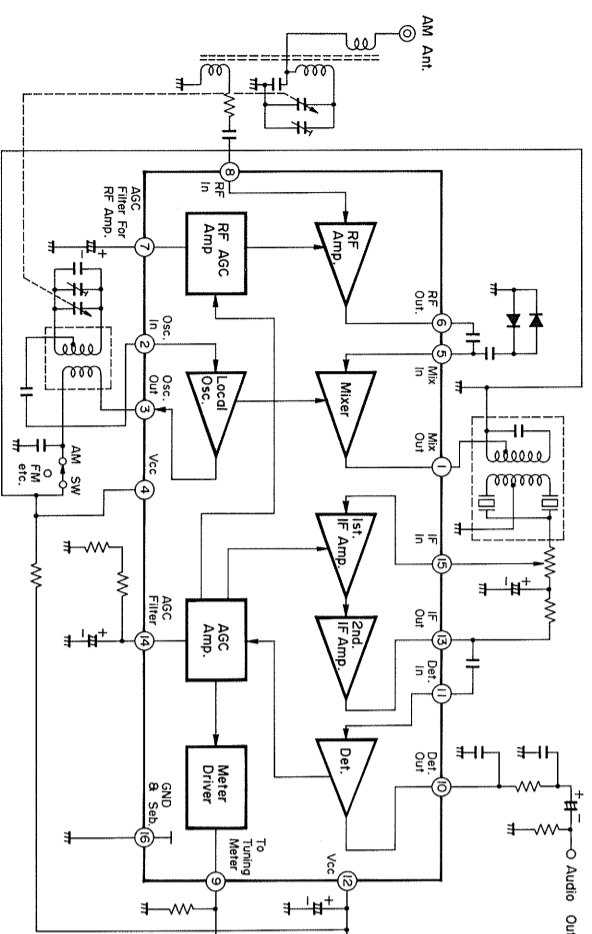 AM Ant.
8
RF
In
AGC
Filter For
RF Amp.
7
RF AGC
Amp
RF
Amp.
RF
Out.
6
5
Mix
In
Osc.
In
2
Osc.
Out
3
Local
Osc.
Mixer
Mix
Out
1
Vcc
4
AM
SW
FM
etc.
1st.
IF Amp.
IF
In
15
2nd.
IF Amp.
IF
Out
13
Det.
In
11
AGC
Filter
14
+
-
AGC
Amp.
Det.
Det.
Out
10
+
-
Audio Out
Meter
Driver
GND
& Seb.
16
To
Tuning
Meter
9
Vcc
12
+
-
+
-
+
-